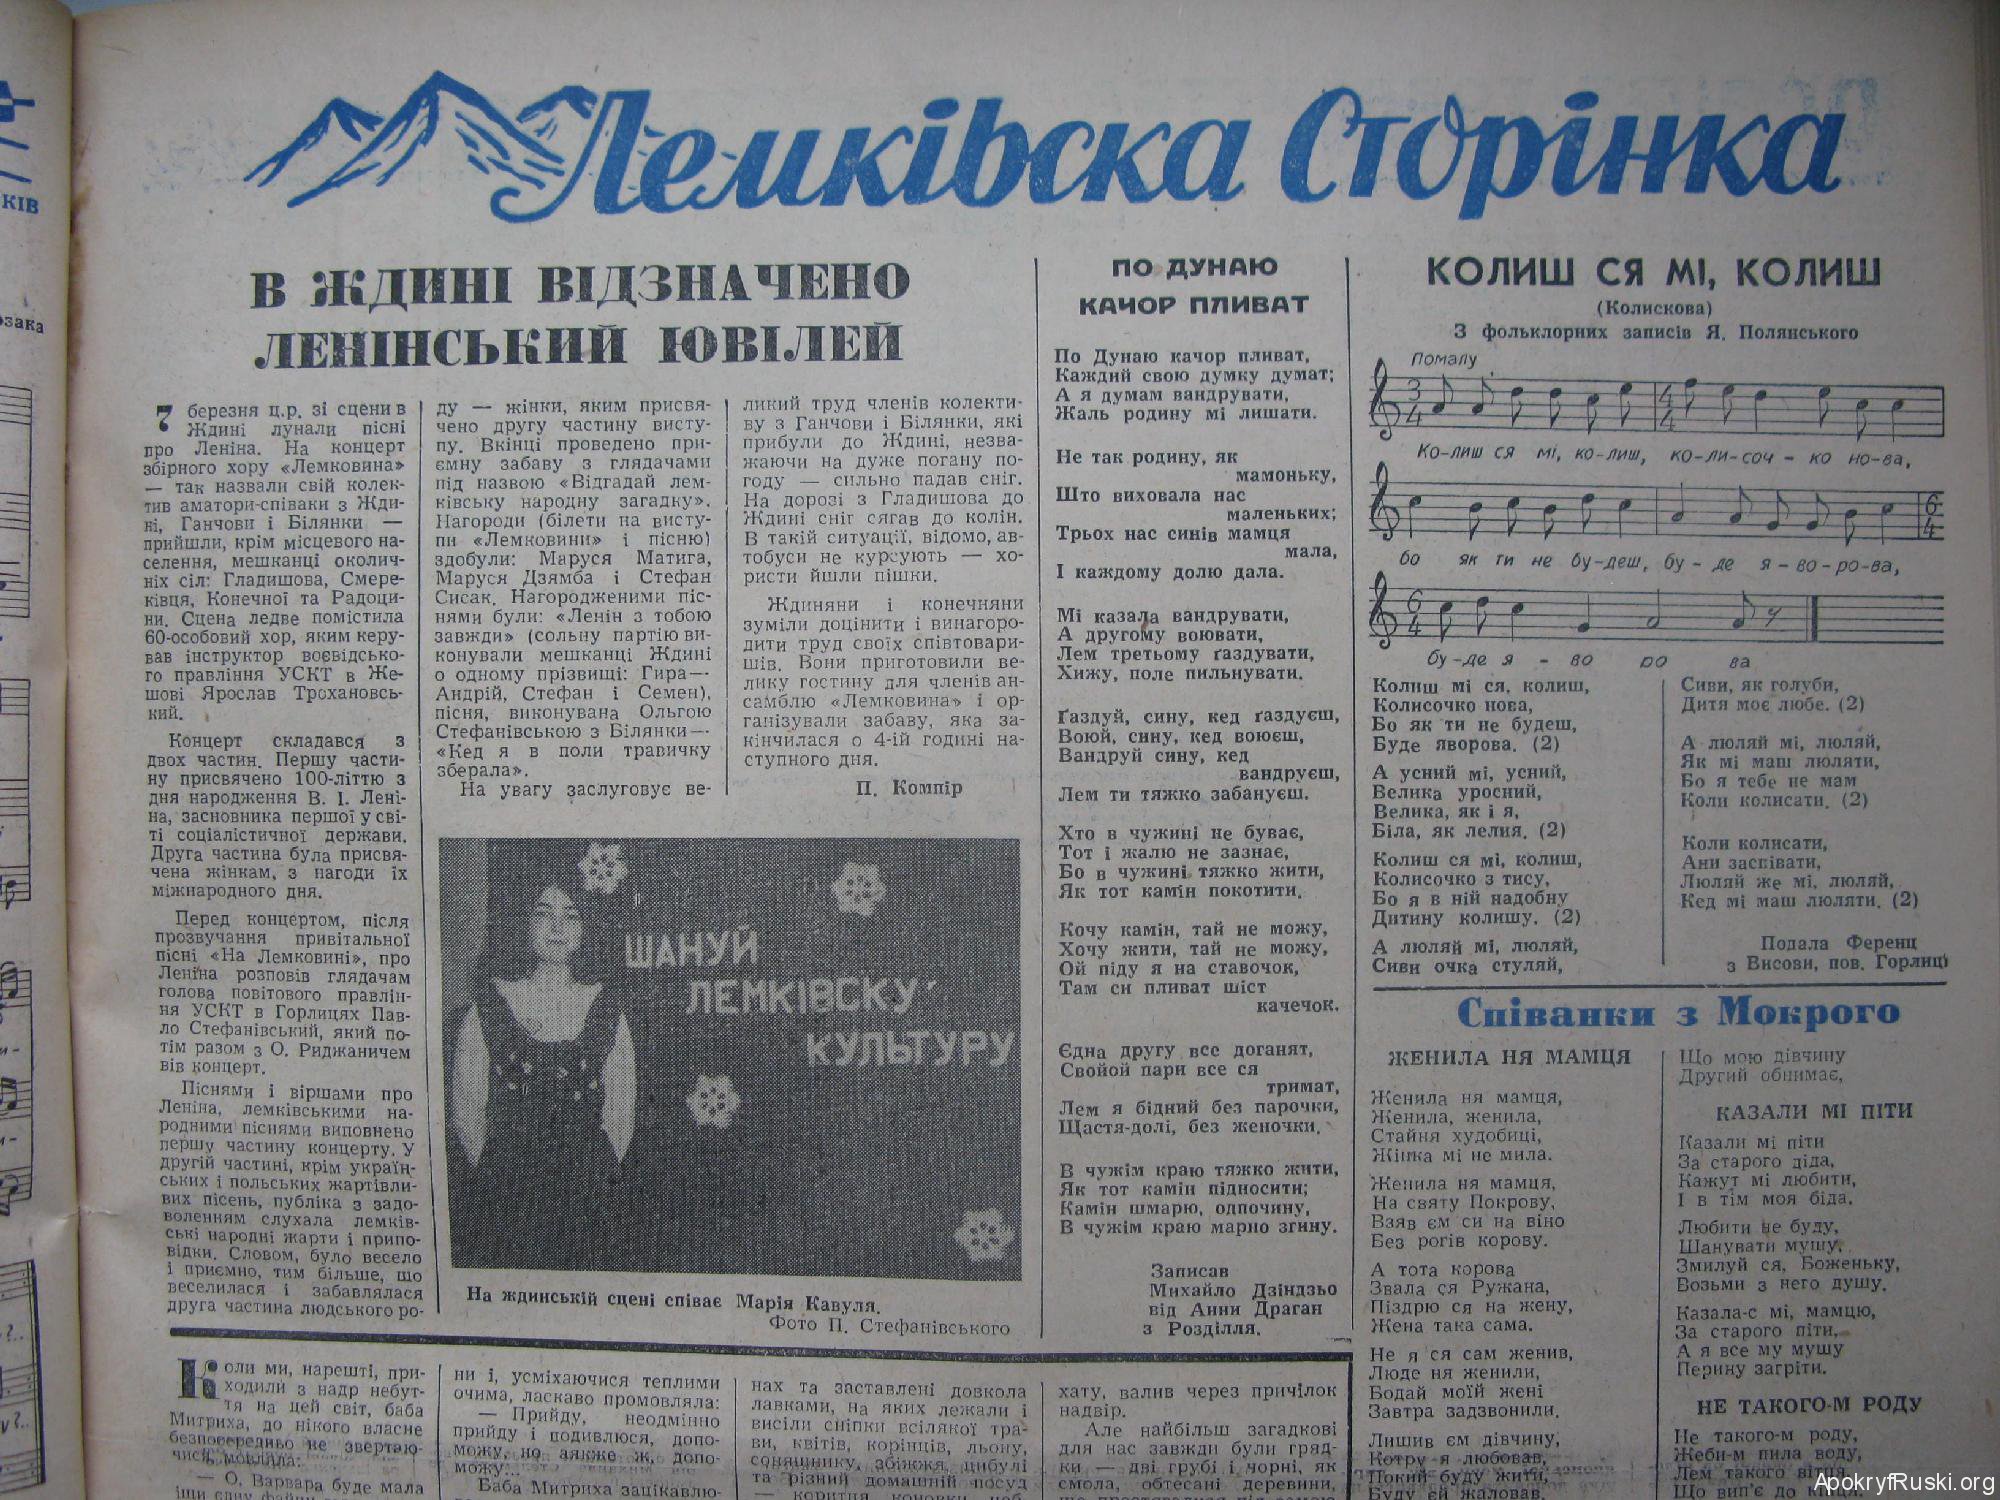 Лемківска Сторінка
В ЖДИНІ ВІДЗНАЧЕНО
ЛЕНІНСЬКИЙ ЮВІЛЕЙ
7 березня ц.р. зі сцени в
Ждині лунали пісні
про Леніна. На концерт
збірного хору «Лемковина»
— так назвали свій колек-
тив аматори-співаки з Жди-
ні, Ганчови і Білянки —
прийшли, крім місцевого на-
селення, мешканці околич-
ніх сіл: Гладишова, Смере-
ківця, Конечної та Радоци-
ни. Сцена ледве помістила
60-особовий хор, яким керу-
вав інструктор воєвідсько-
го правління УСКТ в Же-
шові Ярослав Трохановсь-
кий.
Концерт складався з
двох частин. Першу части-
ну присвячено 100-літтю з
дня народження В. І. Лені-
на, засновника першої у сві-
ті соціалістичної держави.
Друга частина була присвя-
чена жінкам, з нагоди їх
міжнародного дня.
Перед концертом, після
прозвучання привітальної
пісні «На Лемковині», про
Леніна розповів глядачам
голова повітового правлін-
ня УСКТ в Горлицях Пав-
ло Стефанівський, який по-
тім разом з О. Риджаничем
вів концерт.
Піснями і віршами про
Леніна, лемківськими на-
родними піснями виповнено
першу частину концерту. У
другій частині, крім україн-
ських і польських жартівли-
вих пісень, публіка з задо-
воленням слухала лемків-
ські народні жарти і припо-
відки. Словом, було весело
і приємно, тим більше, що
веселилася і забавлялася
друга частина людського ро-
ду — жінки, яким присвя-
чено другу частину висту-
пу. Вкінці проведено при-
ємну забаву з глядачами
під назвою «Відгадай лем-
ківську народну загадку».
Нагороди (білети на висту-
пи «Лемковини» і пісню)
здобули: Маруся Матига,
Маруся Дзямба і Стефан
Сисак. Нагородженими піс-
нями були: «Ленін з тобою
завжди» (сольну партію ви-
конували мешканці Ждині
о одному прізвищі: Гира —
Андрій, Стефан і Семен),
пісня, виконувана Ольгою
Стефанівською з Білянки —
«Кед я в поли травичку
зберала».
На увагу заслуговує ве-
ликий труд членів колекти-
ву з Ганчови і Білянки, які
прибули до Ждині, незва-
жаючи на дуже погану по-
году — сильно падав сніг.
На дорозі з Гладишова до
Ждині сніг сягав до колін.
В такій ситуації, відомо, ав-
тобуси не курсують — хо-
ристи йшли пішки.
Ждиняни і конечняни
зуміли доцінити і винагоро-
дити труд своїх співтовари-
шів. Вони приготовили ве-
лику гостину для членів ан-
самблю «Лемковина» і ор-
ганізували забаву, яка за-
кінчилася о 4-ій годині на-
ступного дня.
П. Компір
ШАНУЙ
ЛЕМКІВСКУ
КУЛЬТУРУ
На ждинській сцені співає Марія Кавуля.
Фото П. Стефанівського
ПО ДУНАЮ
КАЧОР ПЛИВАТ
По Дунаю качор пливат,
Каждий свою думку думат;
А я думам вандрувати,
Жаль родину мі лишати.
Не так родину, як
мамоньку,
Што виховала нас
маленьких;
Трьох нас синів мамця
мала,
І каждому долю дала.
Мі казала вандрувати,
А другому воювати,
Лем третьому ґаздувати,
Хижу, поле пильнувати.
Ґаздуй, сину, кед ґаздуєш,
Воюй, сину, кед воюєш,
Вандруй сину, кед
вандруєш,
Лем ти тяжко забануєш.
Хто в чужині не буває,
Тот і жалю не зазнає,
Бо в чужині тяжко жити,
Як тот камін покотити.
Кочу камін, тай не можу,
Хочу жити, тай не можу,
Ой піду я на ставочок,
Там си пливат шіст
качечок.
Єдна другу все доганят,
Свойой пари все ся
тримат,
Лем я бідний без парочки,
Щастя-долі, без женочки.
В чужім краю тяжко жити,
Як тот камін підносити;
Камін шмарю, одпочину,
В чужім краю марно згину.
Записав
Михайло Дзіндзьо
від Анни Драган
з Розділля.
КОЛИШ СЯ МІ, КОЛИШ
(Колискова)
З фольклорних записів Я. Полянського
Помалу
Ко-лиш ся мі, ко-лиш, ко-ли-соч - ко но-ва,
бо як ти не бу-деш, бу - де я - во - ро - ва,
бу-де я - во ро ва
Колиш мі ся, колиш,
Колисочко нова,
Бо як ти не будеш,
Буде яворова. (2)
А усний мі, усний,
Велика уросний,
Велика, як і я,
Біла, як лелия. (2)
Колиш ся мі, колиш,
Колисочко з тису,
Бо я в ній надобну
Дитину колишу. (2)
А люляй мі, люляй,
Сиви очка стуляй,
Сиви, як голуби,
Дитя моє любе. (2)
А люляй мі, люляй,
Як мі маш люляти,
Бо я тебе не мам
Коли колисати. (2)
Коли колисати,
Ани заспівати,
Люляй же мі, люляй,
Кед мі маш люляти. (2)
Подала Ференц
з Висови, пов. Горлиці
Співанки з Мокрого
ЖЕНИЛА НЯ МАМЦЯ
Женила ня мамця,
Женила, женила,
Стайня худобиці,
Жінка мі не мила.
Женила ня мамця,
На святу Покрову,
Взяв єм си на віно
Без рогів корову.
А тота корова
Звала ся Ружана,
Піздрю ся на жену,
Жена така сама.
Не я ся сам женив,
Люде ня женили,
Бодай моїй жені
Завтра задзвонили.
Лишив єм дівчину,
Котру я любовав,
Покий буду жити,
Буду єй жаловав,
Що мою дівчину
Другий обнимає,
КАЗАЛИ МІ ПІТИ
Казали мі піти
За старого діда,
Кажут мі любити,
І в тім моя біда.
Любити не буду,
Шанувати мушу,
Змилуй ся, Боженьку,
Возьми з него душу.
Казала-с мі, мамцю,
За старого піти,
А я все му мушу
Перину загріти.
НЕ ТАКОГО-М РОДУ
Не такого-м роду,
Жеби-м пила воду,
Лем такого вітця,
Що вип'є до кінця.
Коли ми, нарешті, при-
ходили з надр небут-
тя на цей світ, баба
Митриха, до нікого власне
безпосередньо не звертаю-
чися, мовляла:
— О, Варвара буде мала
ни і, усміхаючися теплими
очима, ласкаво промовляла:
— Прийду, неодмінно
прийду і подивлюся, допо-
можу, но аякже ж, допо-
можу...
Баба Митриха зацікавлю-
нах та заставлені довкола
лавками, на яких лежали і
висіли сніпки всілякої тра-
ви, квітів, корінців, льону,
соняшнику, збіжжя, цибулі
та різний домашній посуд
хату, валив через причілок
надвір.
Але найбільш загадкові
для нас завжди були гряд-
ки — дві грубі і чорні, як
смола, обтесані деревини,
ків
озака
ApokryfRuski.org